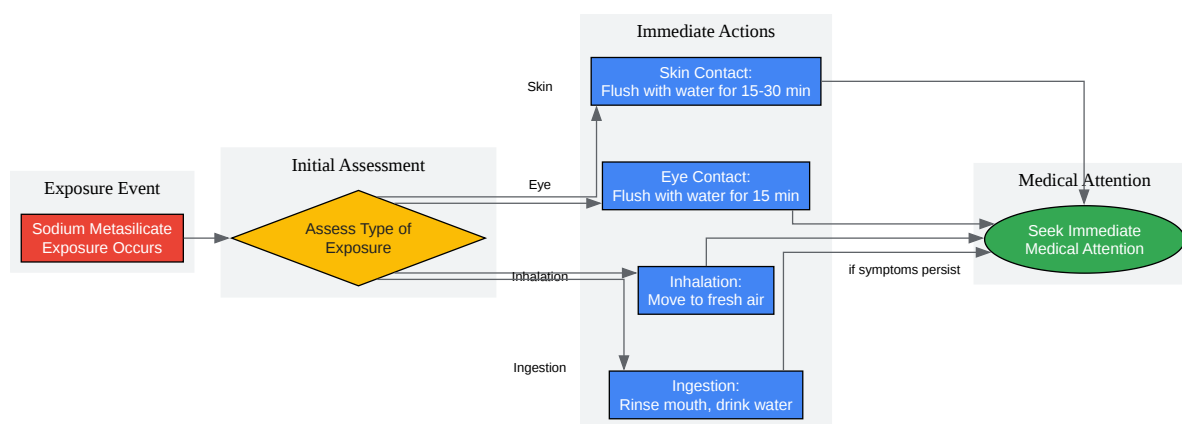 Exposure Event
Sodium Metasilicate
Exposure Occurs
Initial Assessment
Assess Type of
Exposure
Skin
Eye
Inhalation
Ingestion
Immediate Actions
Skin Contact:
Flush with water for 15-30 min
Eye Contact:
Flush with water for 15 min
Inhalation:
Move to fresh air
Ingestion:
Rinse mouth, drink water
if symptoms persist
Medical Attention
Seek Immediate
Medical Attention